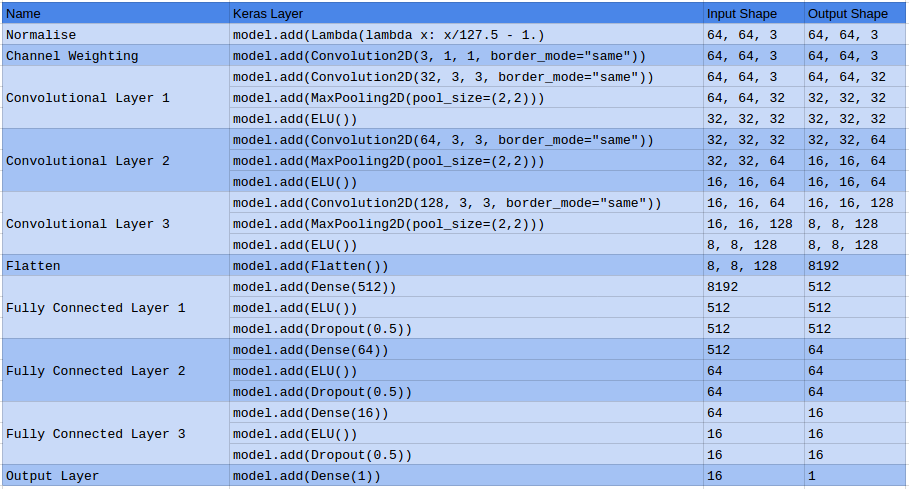 Name Keras Layer Input Shape Output Shape
Normalise model.add(Lambda(lambda x: x/127.5 - 1.) 64, 64, 3 64, 64, 3
Channel Weighting model.add(Convolution2D(3, 1, 1, border_mode="same")) 64, 64, 3 64, 64, 3
model.add(Convolution2D(32, 3, 3, border_mode="same")) 64, 64, 3 64, 64, 32
Convolutional Layer 1 model.add(MaxPooling2D(pool_size=(2,2))) 64, 64, 32 32, 32, 32
model.add(ELU()) 32, 32, 32 32, 32, 32
model.add(Convolution2D(64, 3, 3, border_mode="same")) 32, 32, 32 32, 32, 64
Convolutional Layer 2 model.add(MaxPooling2D(pool_size=(2,2))) 32, 32, 64 16, 16, 64
model.add(ELU()) 16, 16, 64 16, 16, 64
model.add(Convolution2D(128, 3, 3, border_mode="same")) 16, 16, 64 16, 16, 128
Convolutional Layer 3 model.add(MaxPooling2D(pool_size=(2,2))) 16, 16, 128 8, 8, 128
model.add(ELU()) 8, 8, 128 8, 8, 128
Flatten model.add(Flatten()) 8, 8, 128 8192
model.add(Dense(512)) 8192 512
Fully Connected Layer 1 model.add(ELU()) 512 512
model.add(Dropout(0.5)) 512 512
model.add(Dense(64)) 512 64
Fully Connected Layer 2 model.add(ELU()) 64 64
model.add(Dropout(0.5)) 64 64
model.add(Dense(16)) 64 16
Fully Connected Layer 3 model.add(ELU()) 16 16
model.add(Dropout(0.5)) 16 16
Output Layer model.add(Dense(1)) 16 1